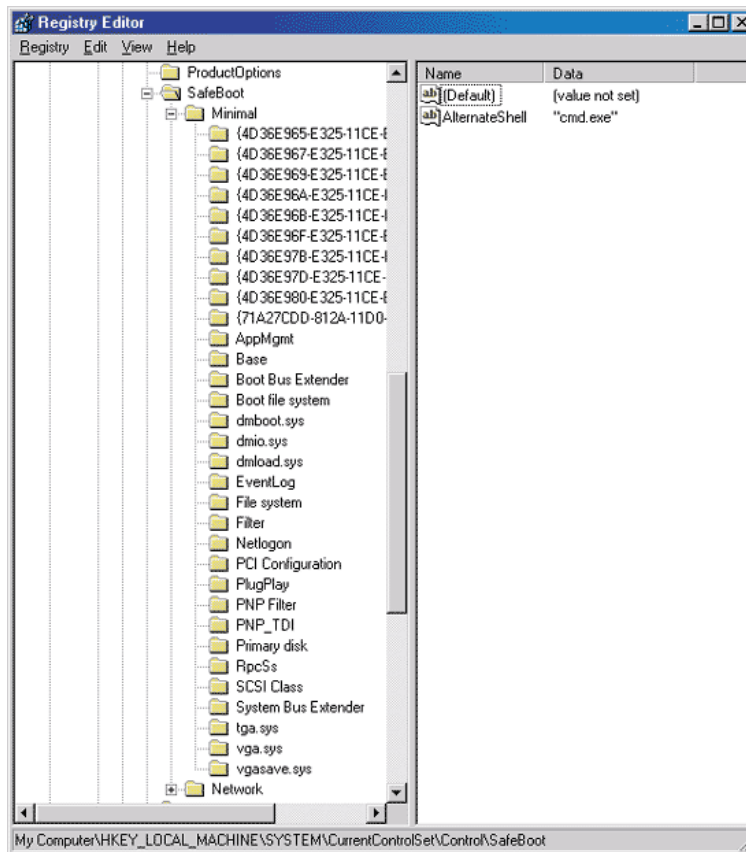 Registry Editor
Registry Edit View Help
ProductOptions
SafeBoot
Minimal
{4D36E965-E325-11CE-
{4D36E967-E325-11CE-
{4D36E969-E325-11CE-
{4D36E96A-E325-11CE-
{4D36E96B-E325-11CE-
{4D36E96F-E325-11CE-
{4D36E97B-E325-11CE-
{4D36E97D-E325-11CE-
{4D36E980-E325-11CE-
{71A27CDD-812A-11D0-
AppMgmt
Base
Boot Bus Extender
Boot file system
dmboot.sys
dmio.sys
dmload.sys
EventLog
File system
Filter
Netlogon
PCI Configuration
PlugPlay
PNP Filter
PNP_TDI
Primary disk
RpcSs
SCSI Class
System Bus Extender
tga.sys
vga.sys
vgasave.sys
Network
Name Data
ab (Default) (value not set)
ab AlternateShell "cmd.exe"
My Computer\HKEY_LOCAL_MACHINE\SYSTEM\CurrentControlSet\Control\SafeBoot